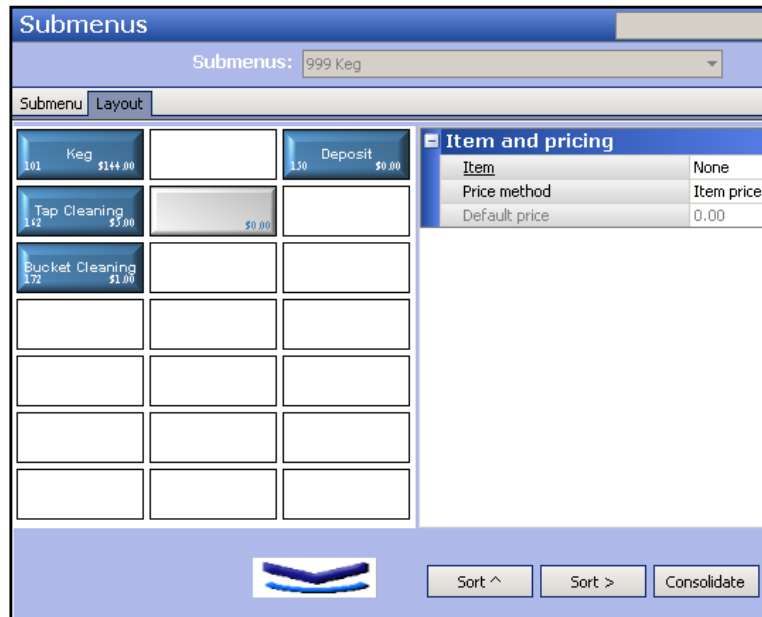 Submenus
Submenus: 999 Keg
Submenu Layout
Keg
101 $144.00
Deposit
150 $0.00
Tap Cleaning
162 $5.00
$0.00
Bucket Cleaning
172 $1.00
Item and pricing
Item None
Price method Item price
Default price 0.00
Sort ^ Sort > Consolidate